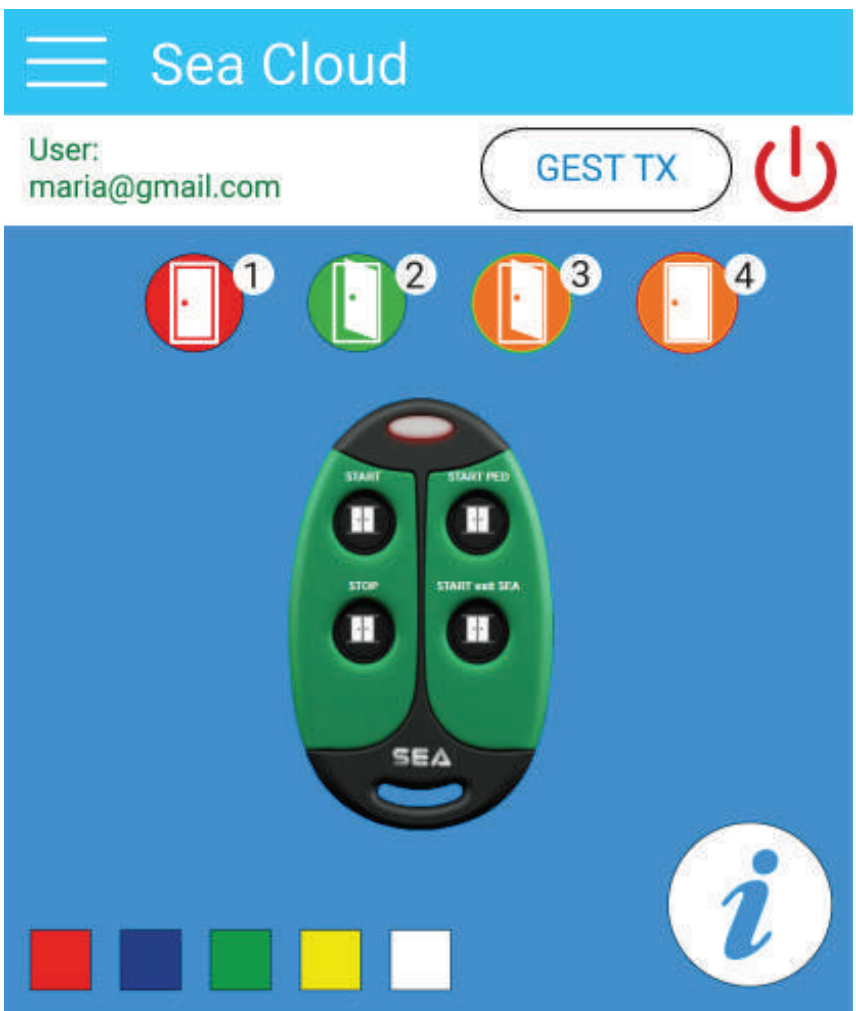 Sea Cloud
User:
maria@gmail.com
GEST TX
1
2
3
4
START
START PED
STOP
START exit SEA
SEA
i